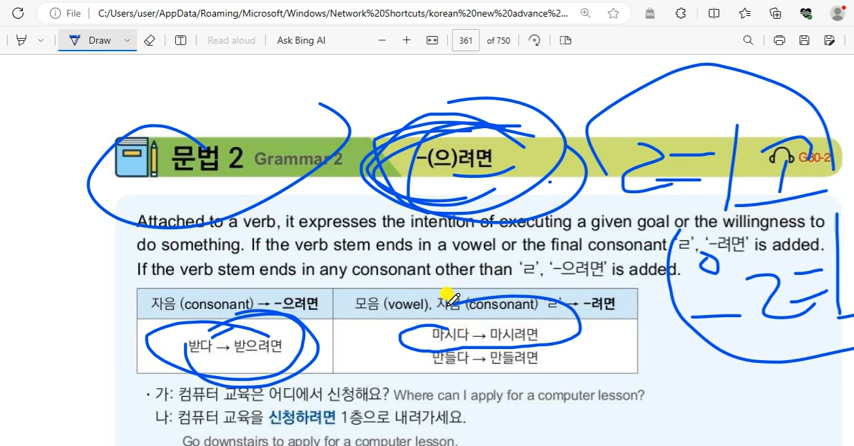 File C:/Users/user/AppData/Roaming/Microsoft/Windows/Network%20Shortcuts/korean%20new%20advance%2...
Draw Read aloud Ask Bing AI 361 of 750
문법 2 Grammar 2 -(으)려면 G30-2
Attached to a verb, it expresses the intention of executing a given goal or the willingness to
do something. If the verb stem ends in a vowel or the final consonant 'ㄹ', '-려면' is added.
If the verb stem ends in any consonant other than 'ㄹ', '-으려면' is added.
자음 (consonant) → -으려면 모음 (vowel), 자음 (consonant) 'ㄹ' → -려면
받다 → 받으려면 마시다 → 마시려면
만들다 → 만들려면
· 가: 컴퓨터 교육은 어디에서 신청해요? Where can I apply for a computer lesson?
나: 컴퓨터 교육을 신청하려면 1층으로 내려가세요.
Go downstairs to apply for a computer lesson.